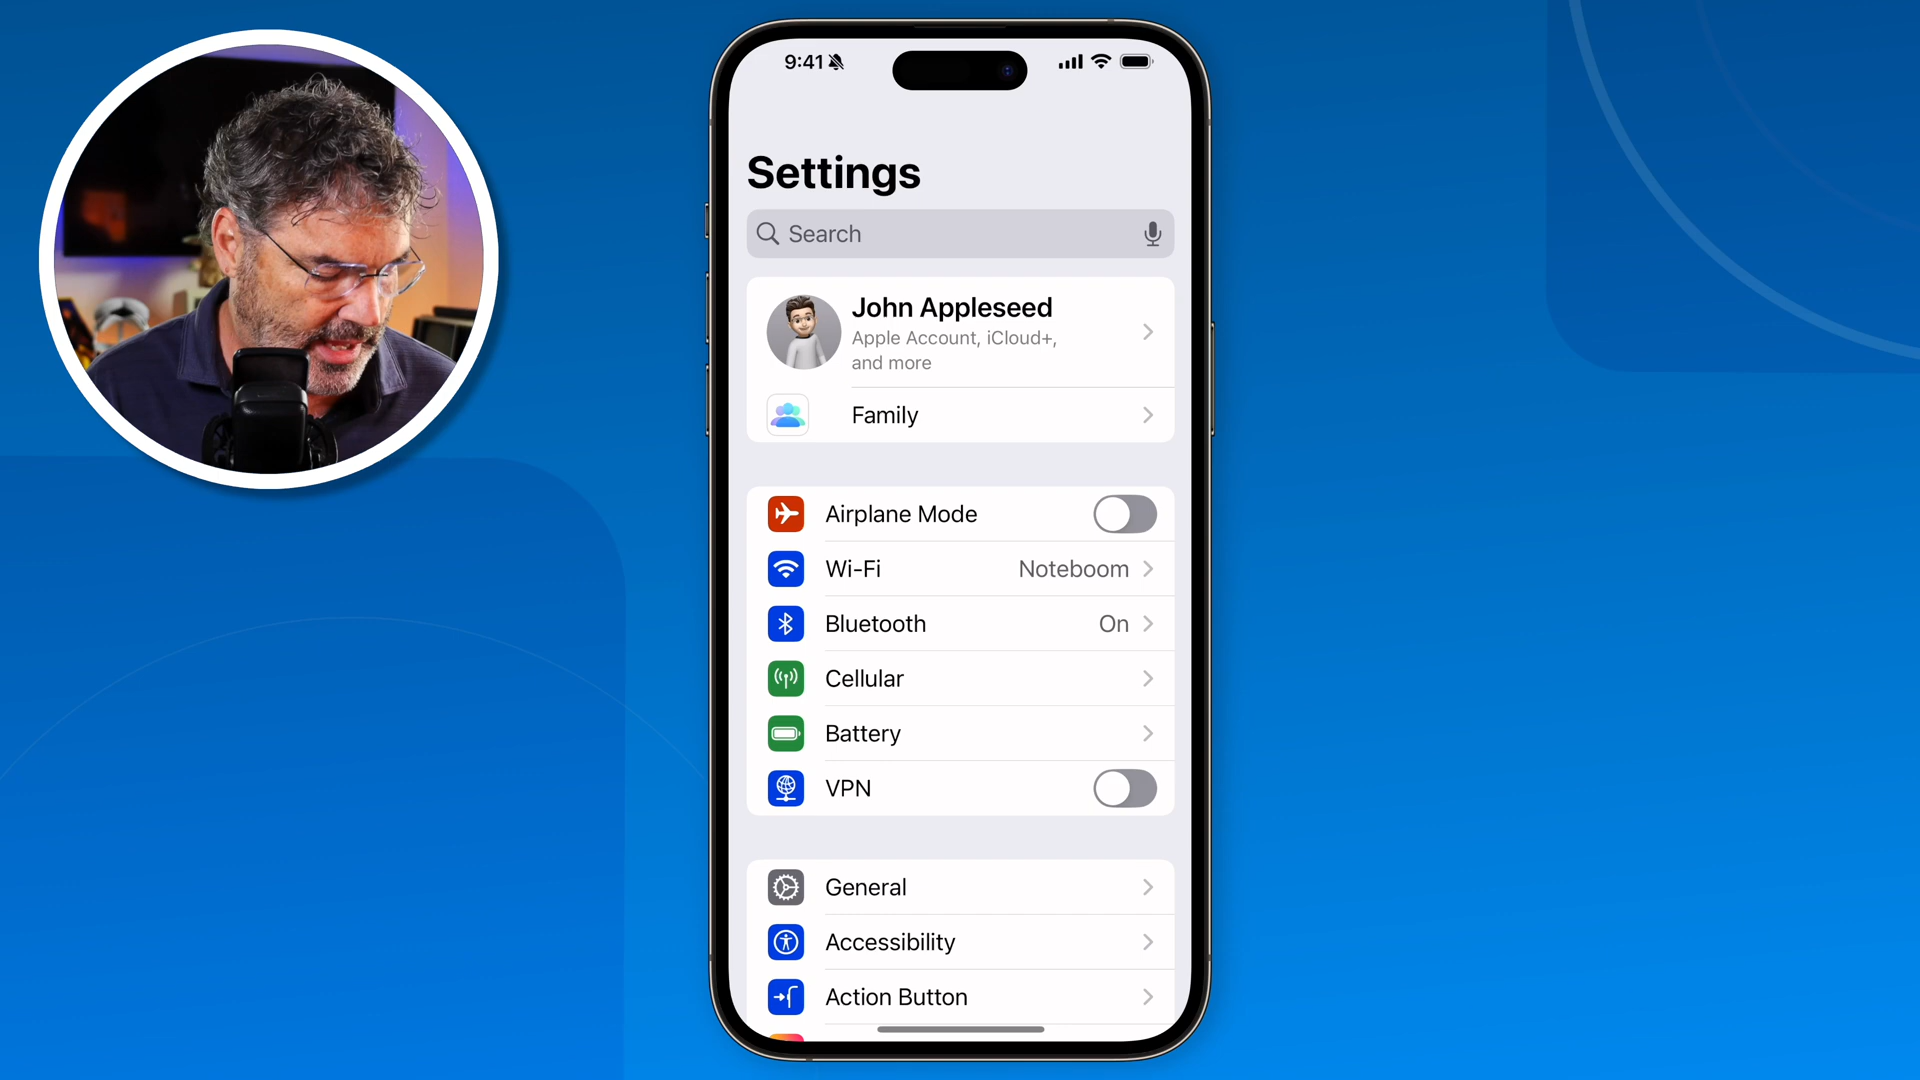 9:41
Settings
Search
John Appleseed
Apple Account, iCloud+,
and more
Family
Airplane Mode
Wi-Fi Noteboom
Bluetooth On
Cellular
Battery
VPN
General
Accessibility
Action Button